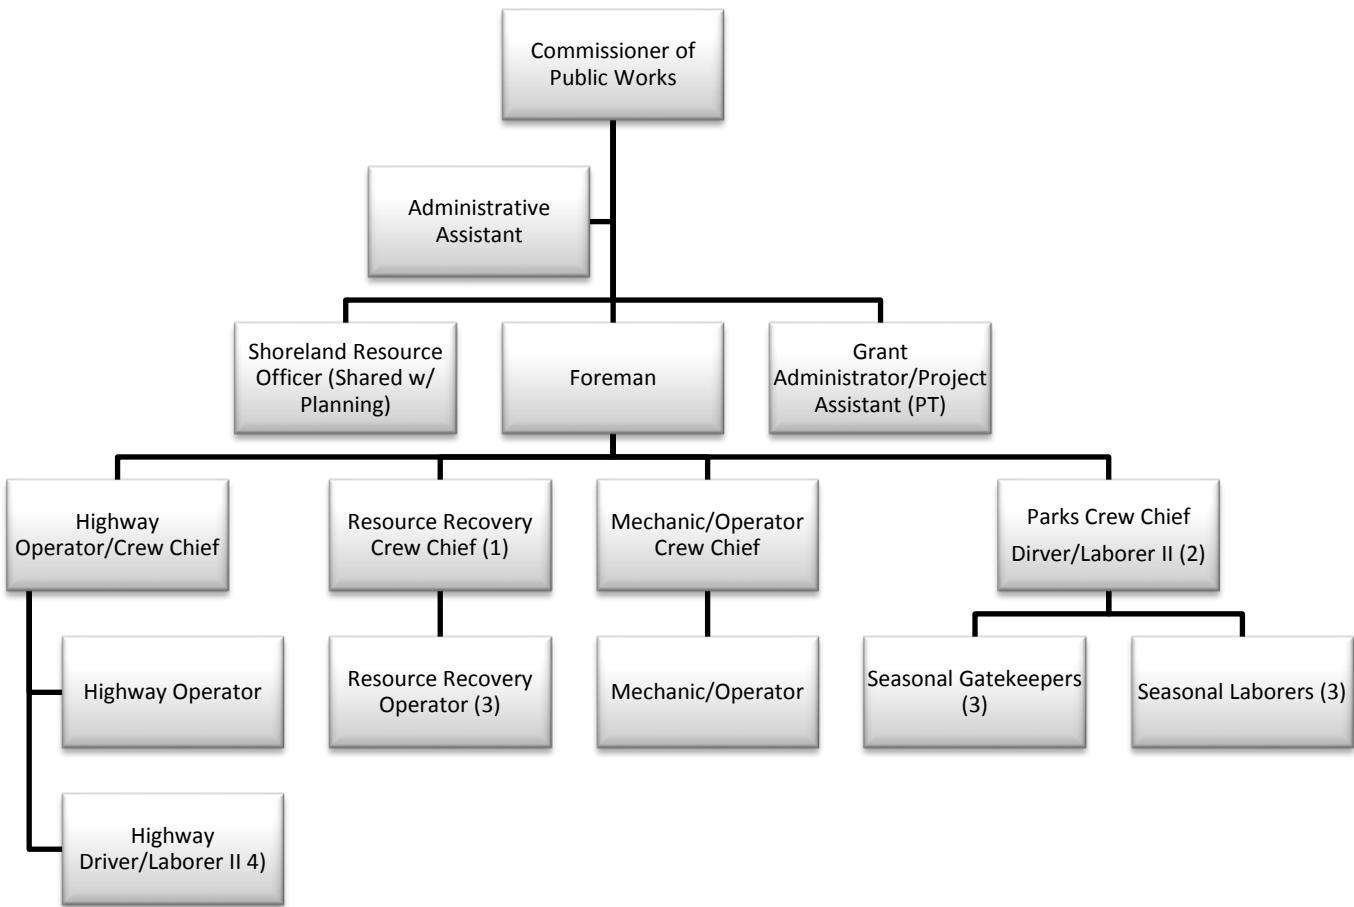 Commissioner of
Public Works
Administrative
Assistant
Shoreland Resource
Officer (Shared w/
Planning)
Foreman
Grant
Administrator/Project
Assistant (PT)
Highway
Operator/Crew Chief
Resource Recovery
Crew Chief (1)
Mechanic/Operator
Crew Chief
Parks Crew Chief
Dirver/Laborer II (2)
Highway Operator
Resource Recovery
Operator (3)
Mechanic/Operator
Seasonal Gatekeepers
(3)
Seasonal Laborers (3)
Highway
Driver/Laborer II 4)